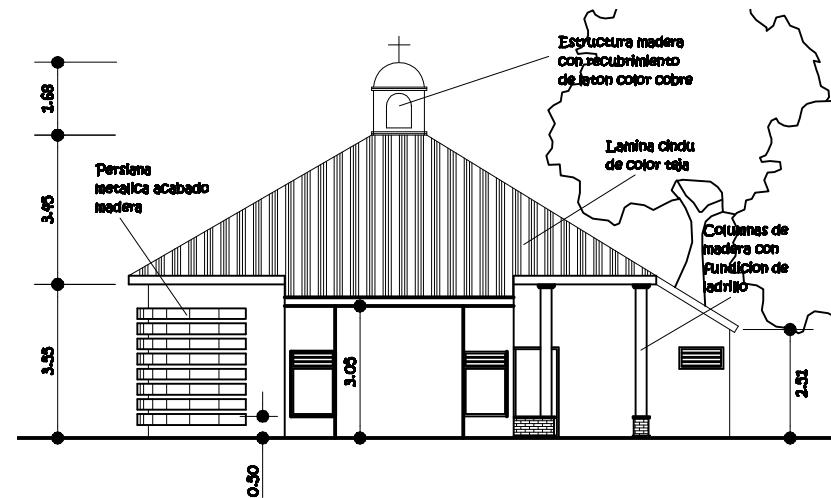 Estructura madera
con recubrimiento
de laton color cobre
1.68
Lamina cindu
de color teja
Persiana
metalica acabado
madera
3.45
Columnas de
madera con
fundicion de
ladrillo
3.55
3.05
2.51
0.50